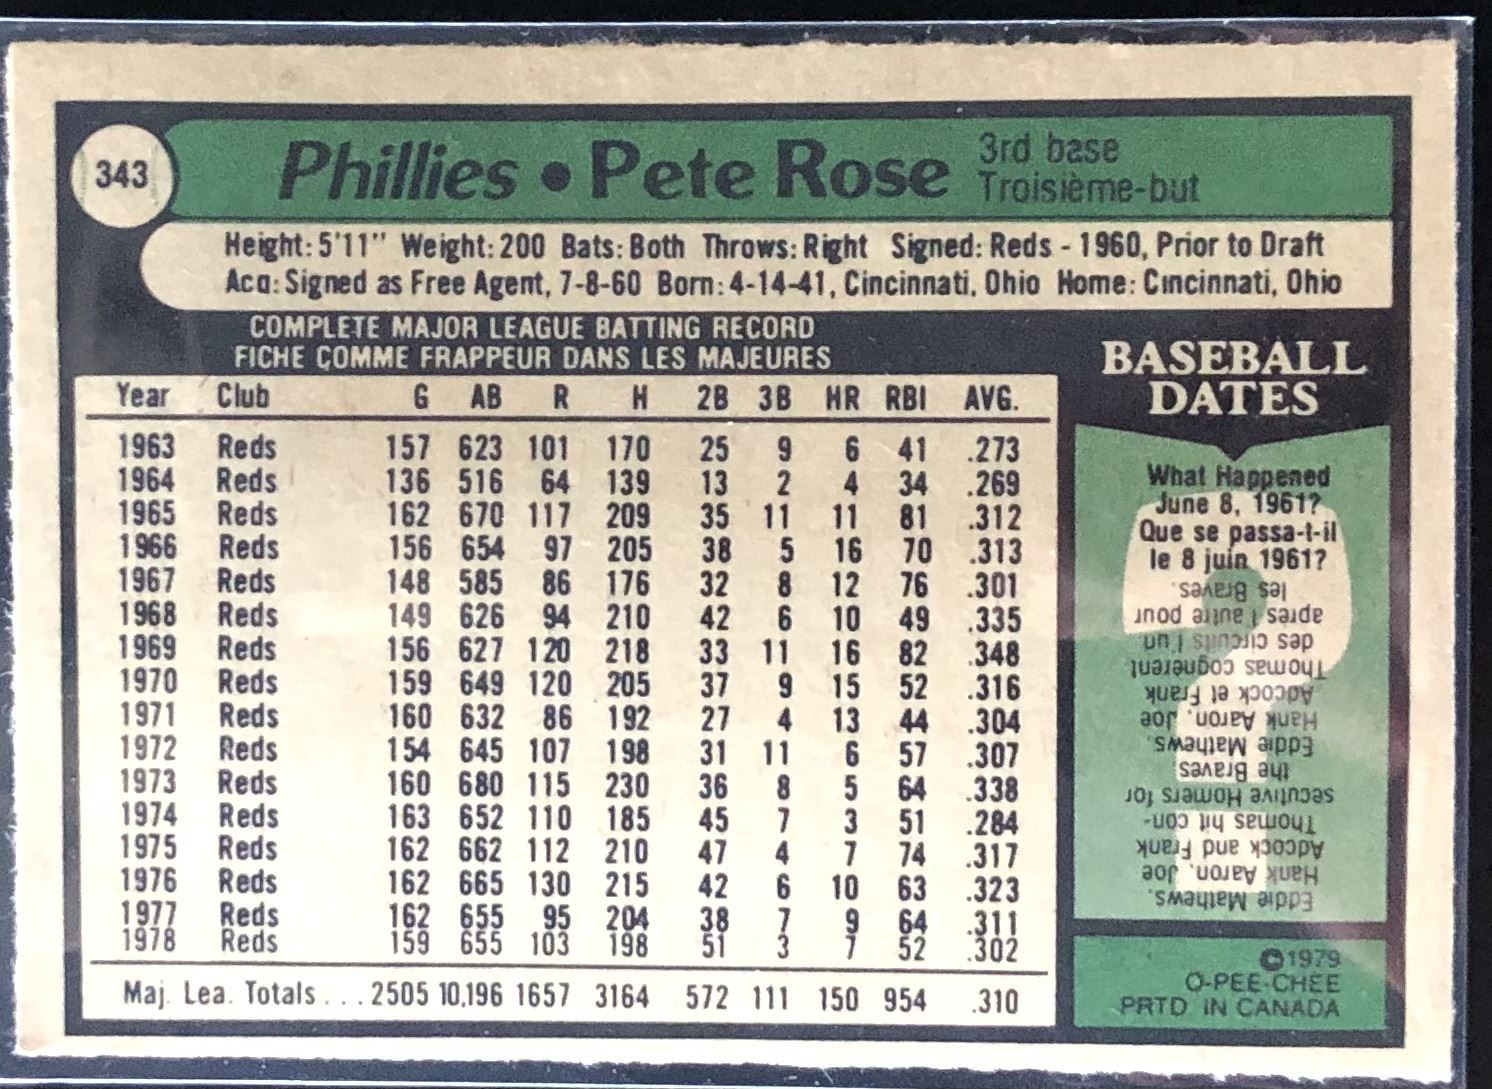 343
Phillies • Pete Rose
3rd base
Troisième-but
Height: 5'11" Weight: 200 Bats: Both Throws: Right Signed: Reds - 1960, Prior to Draft
Acq: Signed as Free Agent, 7-8-60 Born: 4-14-41, Cincinnati, Ohio Home: Cincinnati, Ohio
COMPLETE MAJOR LEAGUE BATTING RECORD
FICHE COMME FRAPPEUR DANS LES MAJEURES
Year Club G AB R H 2B 3B HR RBI AVG.
1963 Reds 157 623 101 170 25 9 6 41 .273
1964 Reds 136 516 64 139 13 2 4 34 .269
1965 Reds 162 670 117 209 35 11 11 81 .312
1966 Reds 156 654 97 205 38 5 16 70 .313
1967 Reds 148 585 86 176 32 8 12 76 .301
1968 Reds 149 626 94 210 42 6 10 49 .335
1969 Reds 156 627 120 218 33 11 16 82 .348
1970 Reds 159 649 120 205 37 9 15 52 .316
1971 Reds 160 632 86 192 27 4 13 44 .304
1972 Reds 154 645 107 198 31 11 6 57 .307
1973 Reds 160 680 115 230 36 8 5 64 .338
1974 Reds 163 652 110 185 45 7 3 51 .284
1975 Reds 162 662 112 210 47 4 7 74 .317
1976 Reds 162 665 130 215 42 6 10 63 .323
1977 Reds 162 655 95 204 38 7 9 64 .311
1978 Reds 159 655 103 198 51 3 7 52 .302
Maj. Lea. Totals . . . 2505 10,196 1657 3164 572 111 150 954 .310
BASEBALL
DATES
What Happened
June 8, 1961?
Que se passa-t-il
le 8 juin 1961?
Eddie Mathews,
Hank Aaron, Joe
Adcock and Frank
Thomas hit con-
secutive Homers for
the Braves
Eddie Mathews,
Hank Aaron, Joe
Adcock et Frank
Thomas cognèrent
des circuits l'un
après l'autre pour
les Braves.
©1979
O-PEE-CHEE
PRTD IN CANADA